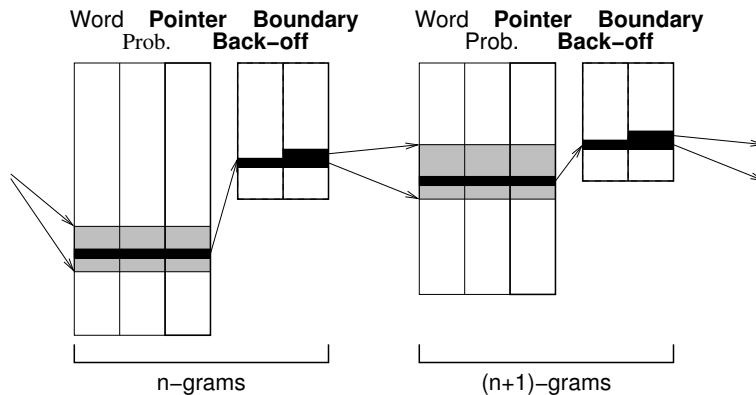 Word Pointer Boundary
Prob. Back−off
Word Pointer Boundary
Prob. Back−off
n−grams
(n+1)−grams